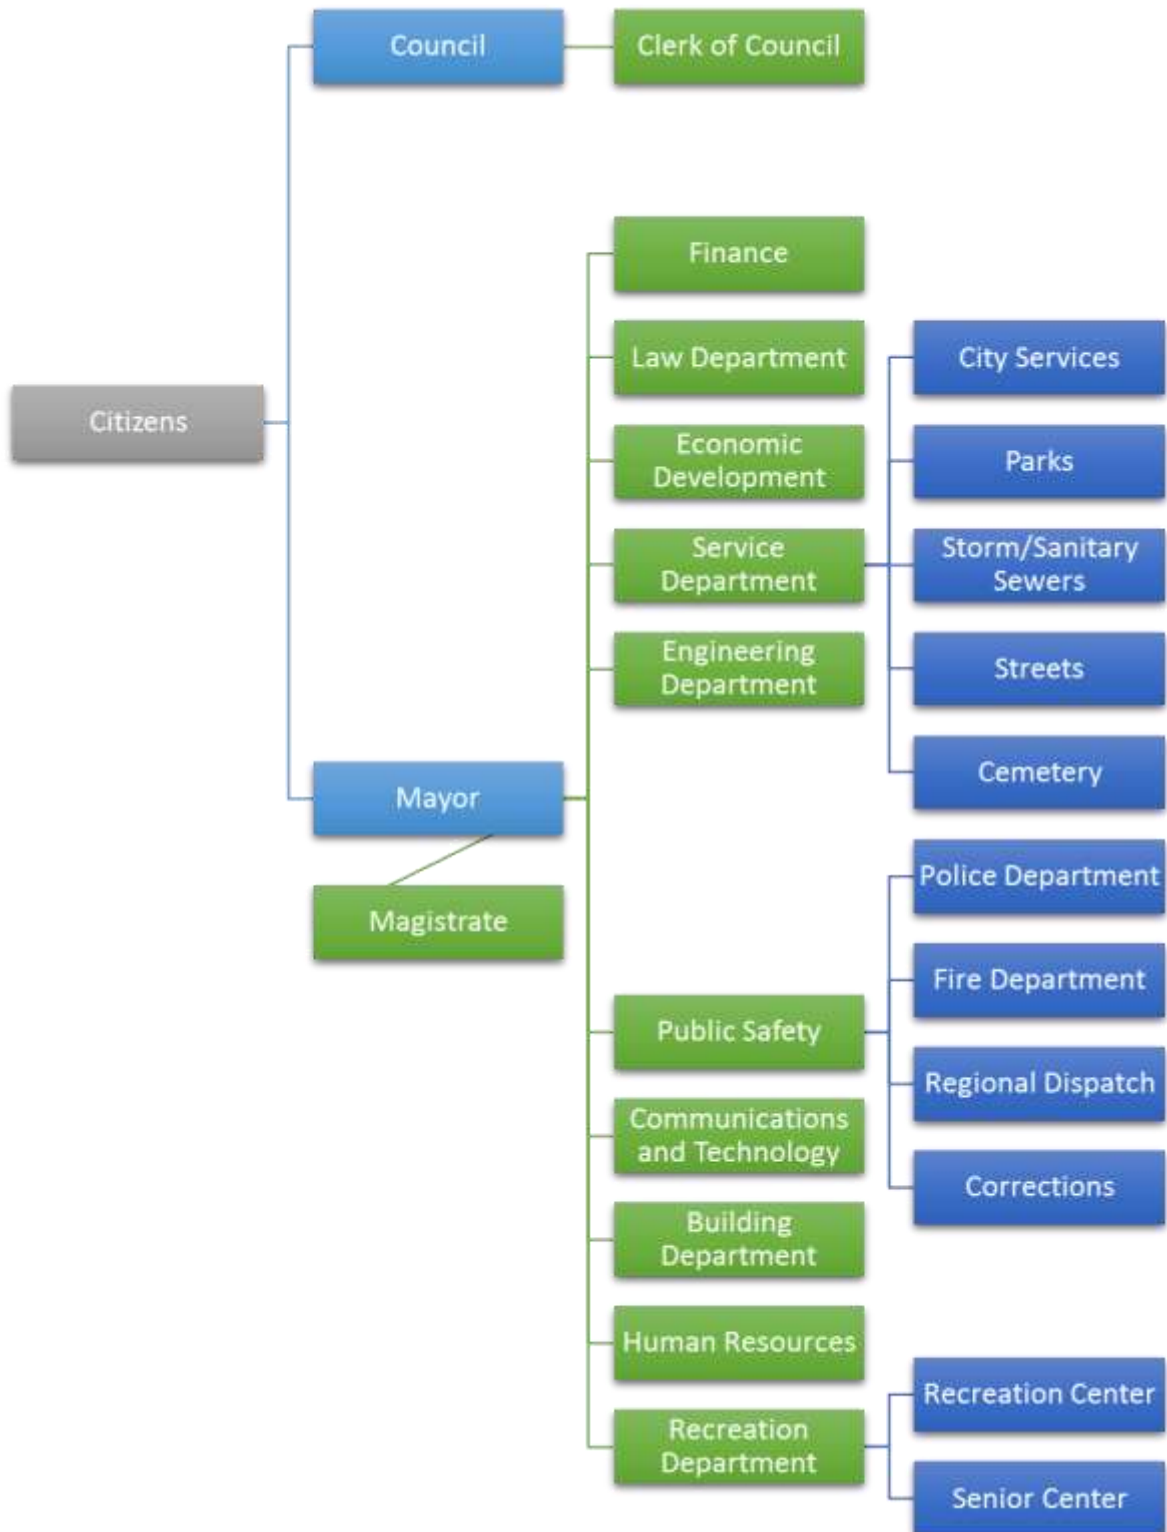 Council
Clerk of Council
Finance
Law Department
City Services
Citizens
Economic
Development
Parks
Service
Department
Storm/Sanitary
Sewers
Engineering
Department
Streets
Mayor
Cemetery
Magistrate
Police Department
Fire Department
Public Safety
Regional Dispatch
Communications
and Technology
Corrections
Building
Department
Human Resources
Recreation Center
Recreation
Department
Senior Center